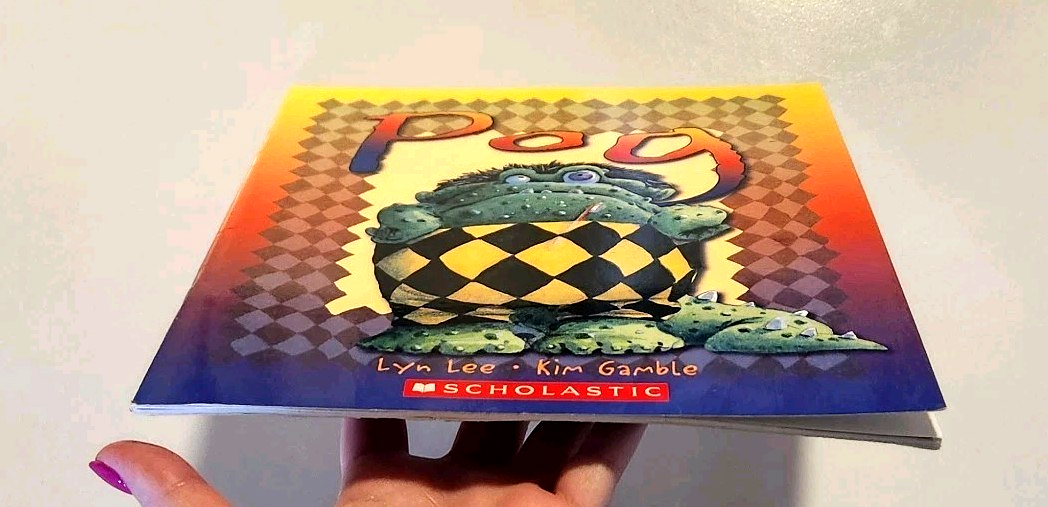 Pog
Lyn Lee • Kim Gamble
SCHOLASTIC